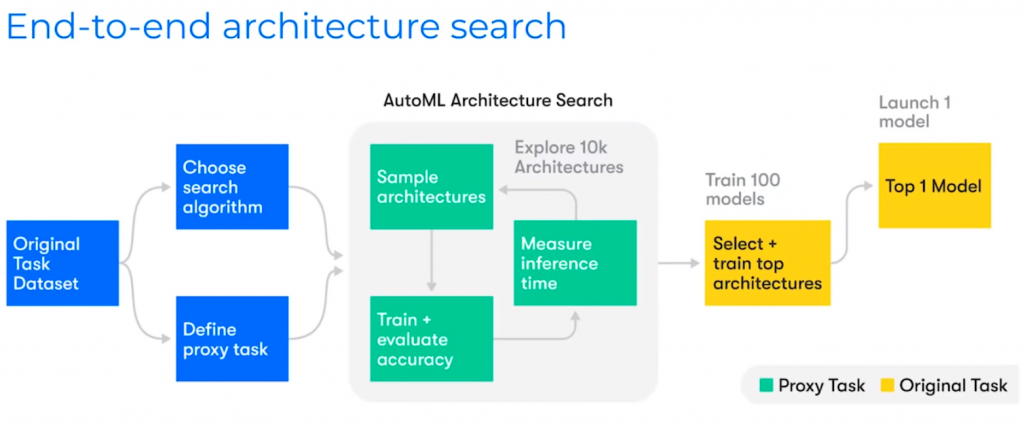 End-to-end architecture search
AutoML Architecture Search
Original
Task
Dataset
Choose
search
algorithm
Define
proxy task
Sample
architectures
Explore 10k
Architectures
Measure
inference
time
Train +
evaluate
accuracy
Train 100
models
Select +
train top
architectures
Launch 1
model
Top 1 Model
Proxy Task
Original Task